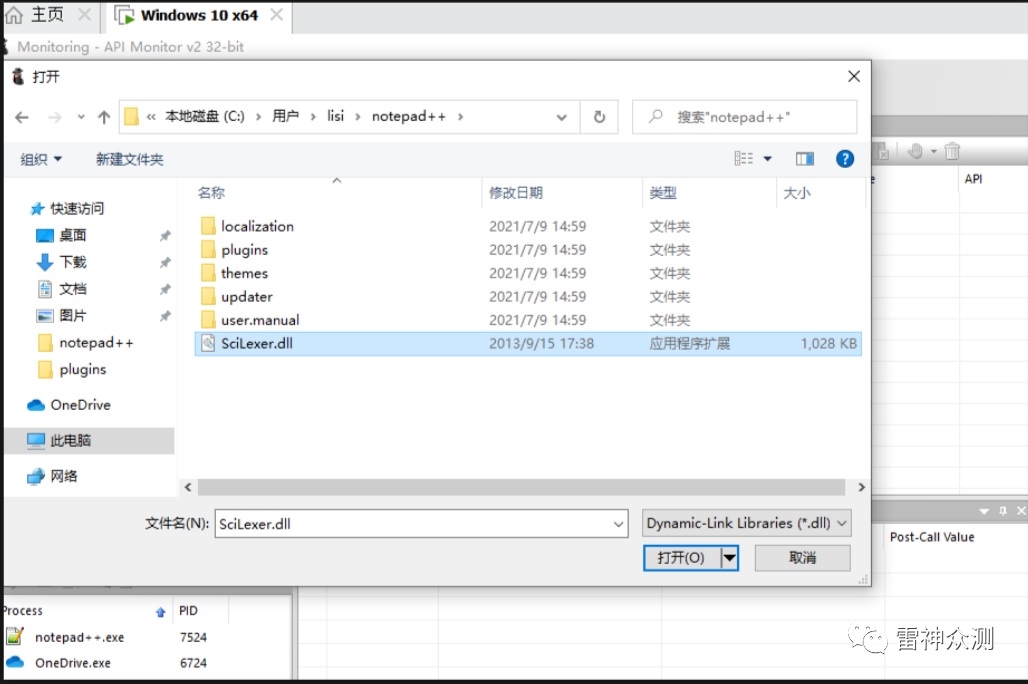 主页
Windows 10 x64
Monitoring - API Monitor v2 32-bit
打开
« 本地磁盘 (C:) › 用户 › lisi › notepad++ ›
搜索"notepad++"
组织
新建文件夹
API
名称 修改日期 类型 大小
快速访问
桌面
下载
文档
图片
notepad++
plugins
OneDrive
此电脑
网络
localization 2021/7/9 14:59 文件夹
plugins 2021/7/9 14:59 文件夹
themes 2021/7/9 14:59 文件夹
updater 2021/7/9 14:59 文件夹
user.manual 2021/7/9 14:59 文件夹
SciLexer.dll 2013/9/15 17:38 应用程序扩展 1,028 KB
文件名(N): SciLexer.dll Dynamic-Link Libraries (*.dll)
打开(O) 取消
Post-Call Value
Process PID
notepad++.exe 7524
OneDrive.exe 6724
雷神众测